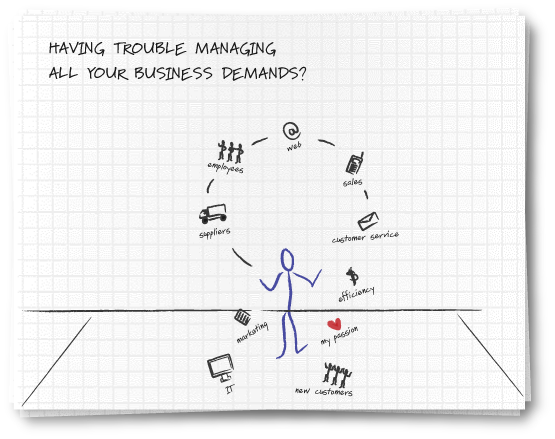 HAVING TROUBLE MANAGING
ALL YOUR BUSINESS DEMANDS?
@
web
employees
sales
suppliers
customer service
$
efficiency
marketing
my passion
IT
new customers